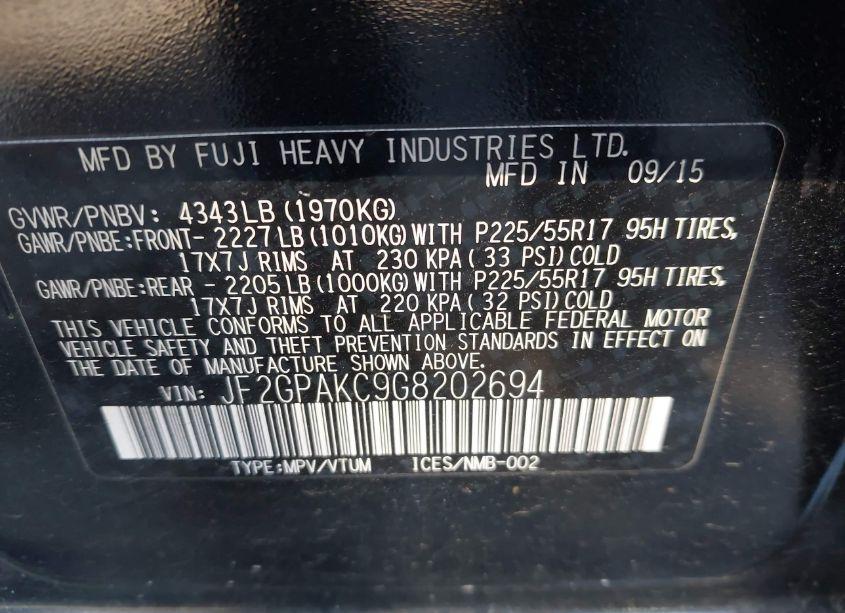 MFD BY FUJI HEAVY INDUSTRIES LTD.
MFD IN 09/15
GVWR/PNBV: 4343LB (1970KG)
GAWR/PNBE:FRONT- 2227LB(1010KG)WITH P225/55R17 95H TIRES,
17X7J RIMS AT 230 KPA( 33 PSI)COLD
GAWR/PNBE:REAR - 2205LB(1000KG)WITH P225/55R17 95H TIRES,
17X7J RIMS AT 220 KPA( 32 PSI)COLD
THIS VEHICLE CONFORMS TO ALL APPLICABLE FEDERAL MOTOR
VEHICLE SAFETY AND THEFT PREVENTION STANDARDS IN EFFECT ON
THE DATE OF MANUFACTURE SHOWN ABOVE.
VIN: JF2GPAKC9G8202694
TYPE:MPV/VTUM ICES/NMB-002